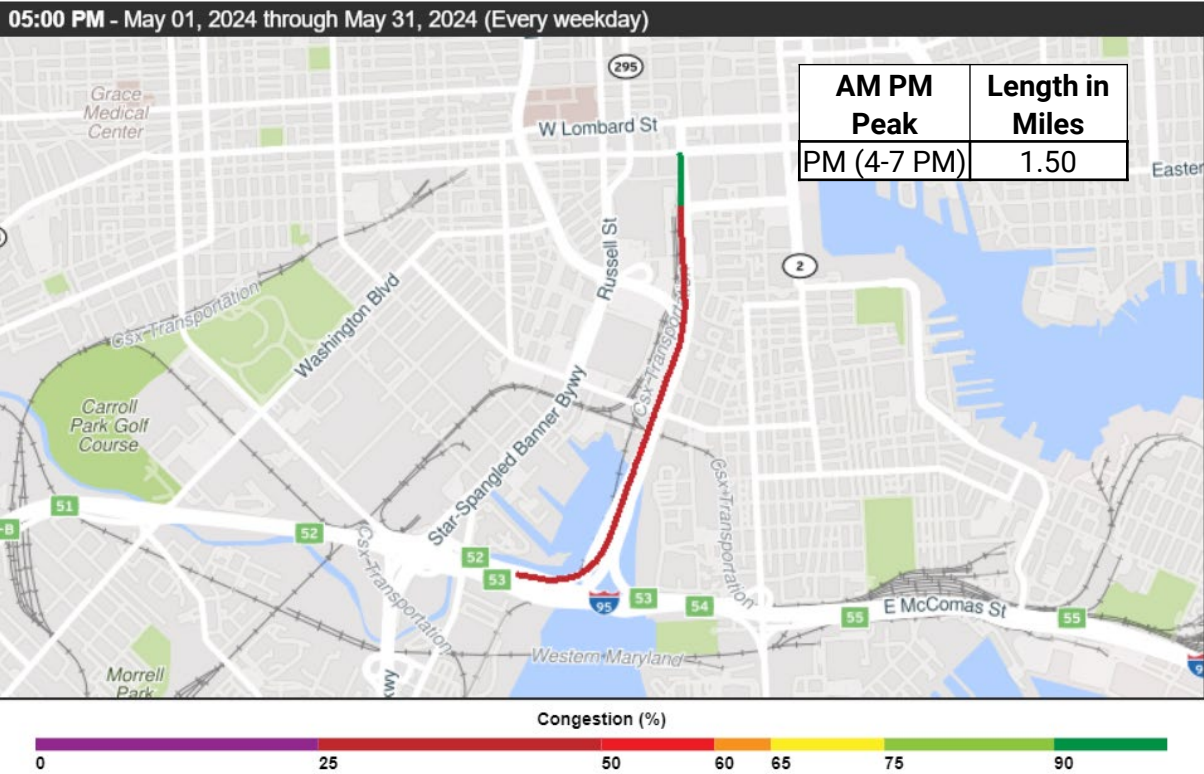 05:00 PM - May 01, 2024 through May 31, 2024 (Every weekday)
295
AM PM Peak
Length in Miles
PM (4-7 PM)
1.50
Grace
Medical
Center
W Lombard St
Easter
Russell St
2
Csx Transportation
Washington Blvd
Csx-Transportation
Carroll
Park Golf
Course
Star-Spangled Banner Bywy
Csx-Transportation
51
-B
52
Csx-Transportation
52
53
95
53
54
55
E McComas St
55
Western Maryland
Morrell
Park
kwy
9
Congestion (%)
0
25
50
60
65
75
90